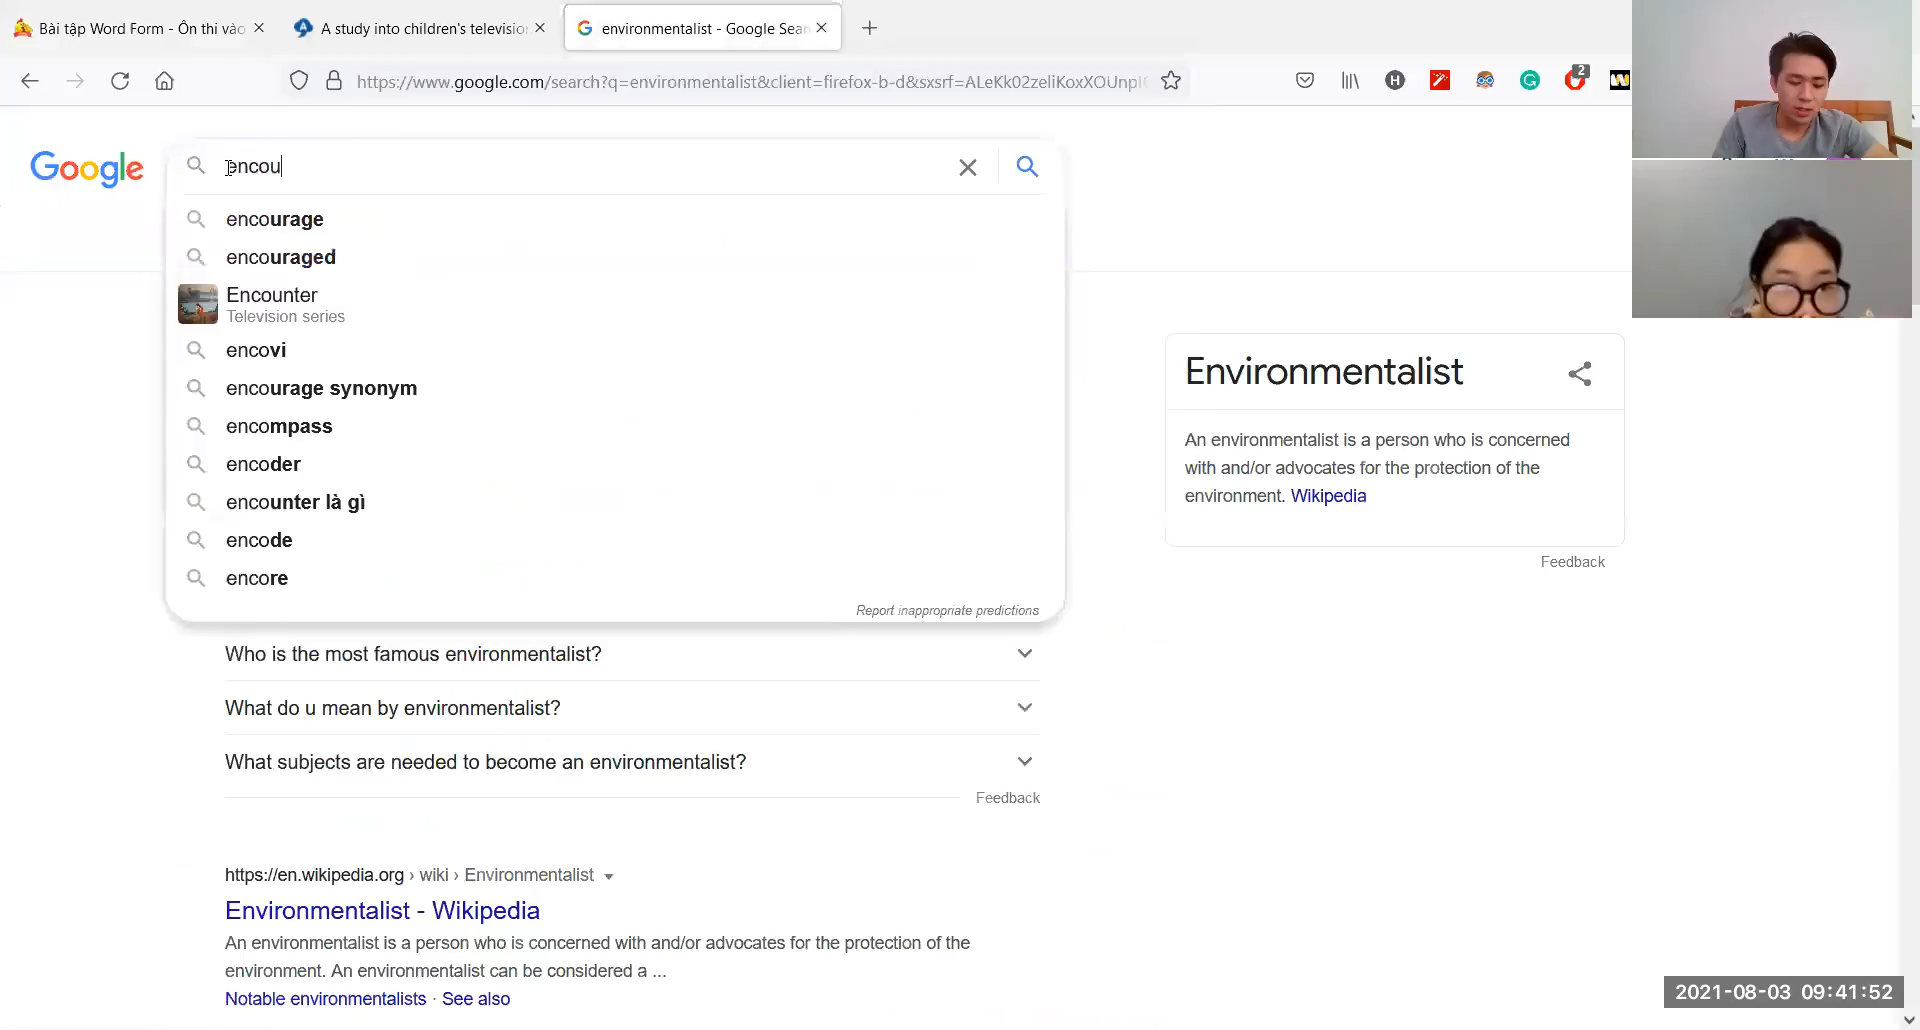 Bài tập Word Form - Ôn thi vào
A study into children's televisio
environmentalist - Google Sear
https://www.google.com/search?q=environmentalist&client=firefox-b-d&sxsrf=ALeKk02zeliKoxXOUnpl
H
G
2
Google
encou
encourage
encouraged
Encounter
Television series
encovi
encourage synonym
encompass
encoder
encounter là gì
encode
encore
Report inappropriate predictions
Environmentalist
An environmentalist is a person who is concerned
with and/or advocates for the protection of the
environment. Wikipedia
Feedback
Who is the most famous environmentalist?
What do u mean by environmentalist?
What subjects are needed to become an environmentalist?
Feedback
https://en.wikipedia.org › wiki › Environmentalist
Environmentalist - Wikipedia
An environmentalist is a person who is concerned with and/or advocates for the protection of the
environment. An environmentalist can be considered a ...
Notable environmentalists · See also
2021-08-03 09:41:52